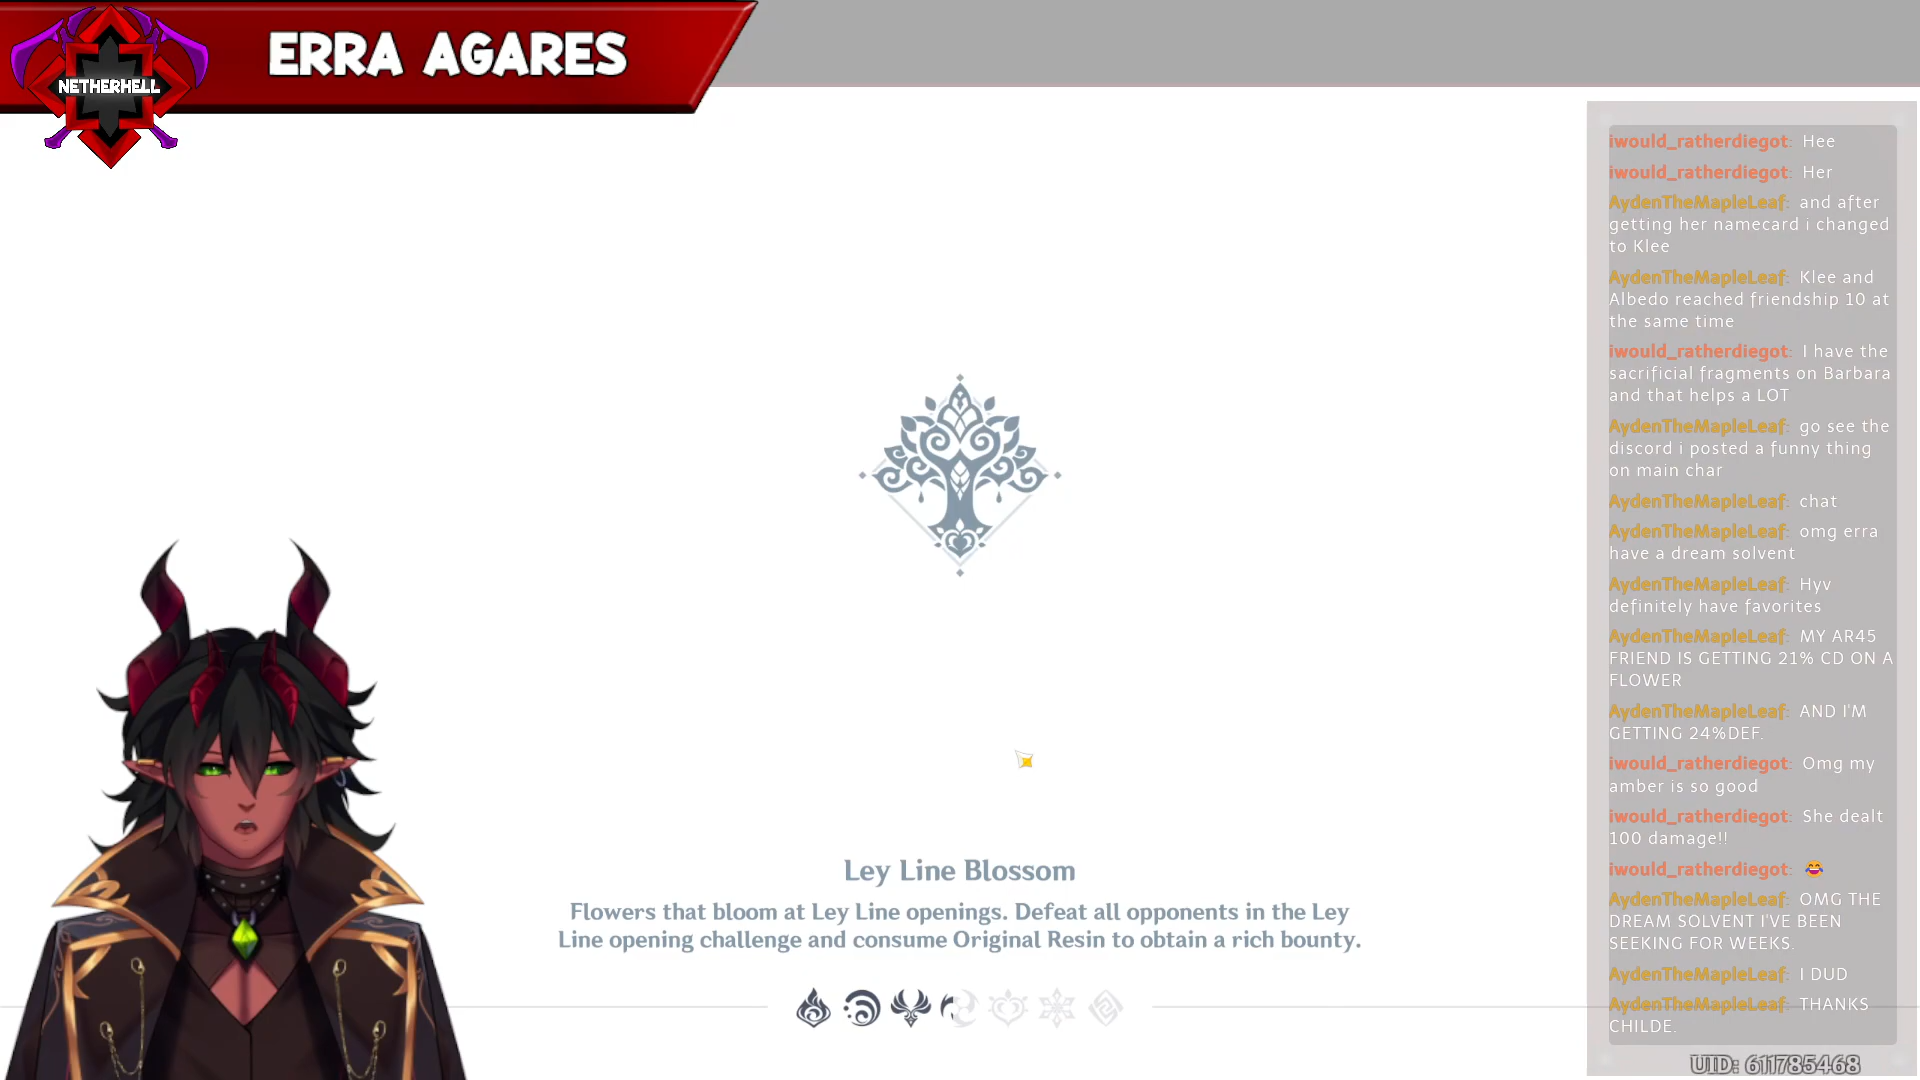 NETHERHELL
ERRA AGARES
iwould_ratherdiegot: Hee
iwould_ratherdiegot: Her
AydenTheMapleLeaf: and after
getting her namecard i changed
to Klee
AydenTheMapleLeaf: Klee and
Albedo reached friendship 10 at
the same time
iwould_ratherdiegot: I have the
sacrificial fragments on Barbara
and that helps a LOT
AydenTheMapleLeaf: go see the
discord i posted a funny thing
on main char
AydenTheMapleLeaf: chat
AydenTheMapleLeaf: omg erra
have a dream solvent
AydenTheMapleLeaf: Hyv
definitely have favorites
AydenTheMapleLeaf: MY AR45
FRIEND IS GETTING 21% CD ON A
FLOWER
AydenTheMapleLeaf: AND I'M
GETTING 24%DEF.
iwould_ratherdiegot: Omg my
amber is so good
iwould_ratherdiegot: She dealt
100 damage!!
iwould_ratherdiegot: 😂
AydenTheMapleLeaf: OMG THE
DREAM SOLVENT I'VE BEEN
SEEKING FOR WEEKS.
AydenTheMapleLeaf: I DUD
AydenTheMapleLeaf: THANKS
CHILDE.
Ley Line Blossom
Flowers that bloom at Ley Line openings. Defeat all opponents in the Ley
Line opening challenge and consume Original Resin to obtain a rich bounty.
UID: 611785468